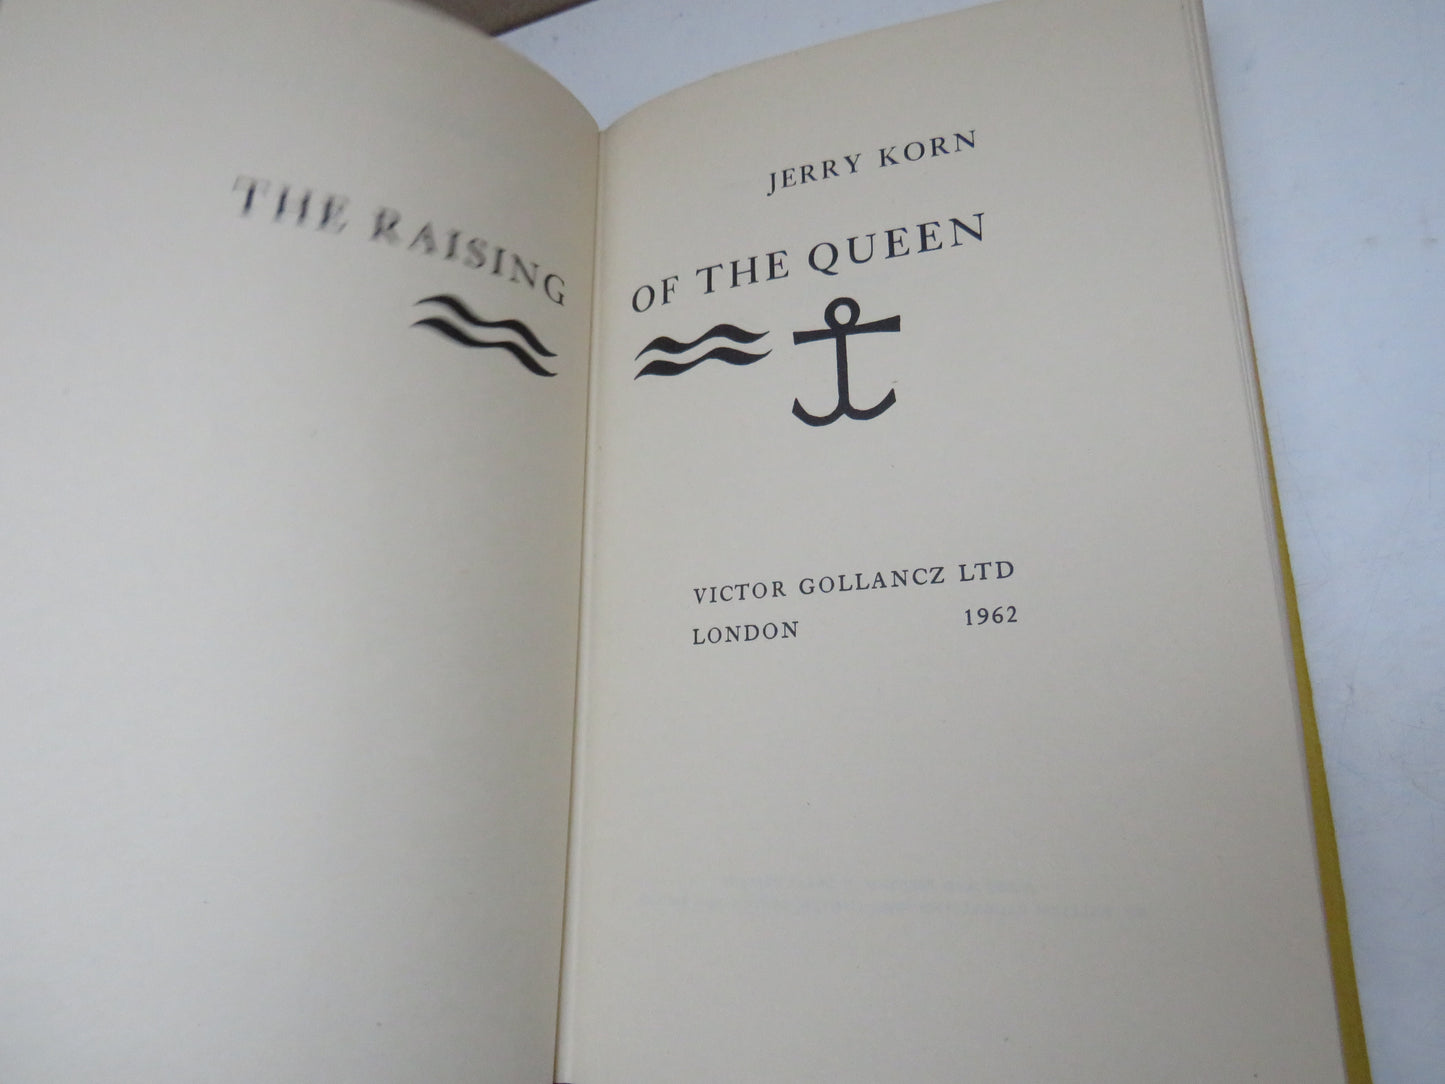 JERRY KORN
THE RAISING OF THE QUEEN
VICTOR GOLLANCZ LTD
LONDON 1962